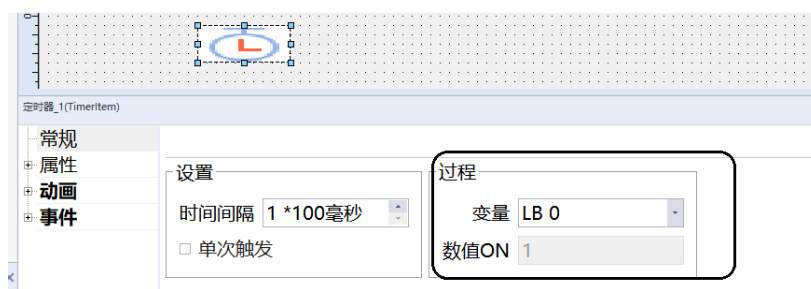 0
定时器_1(TimerItem)
常规
属性
动画
事件
设置
时间间隔 1 *100毫秒
单次触发
过程
变量 LB 0
数值ON 1